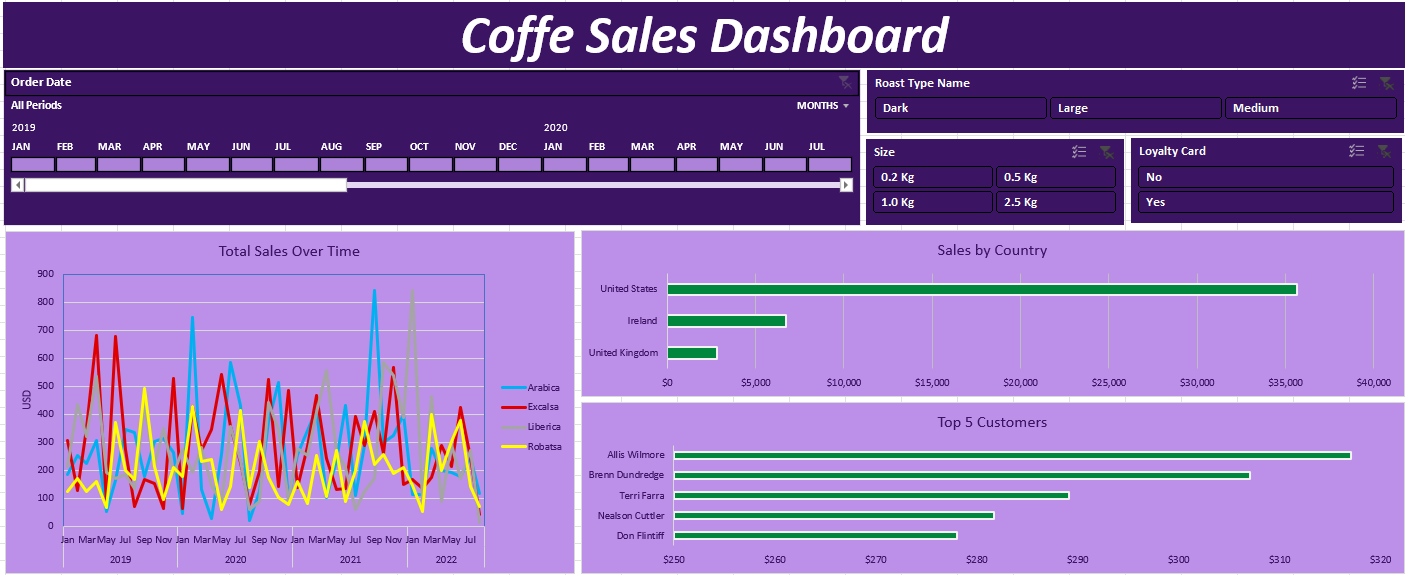 Coffe Sales Dashboard
Order Date
All Periods
MONTHS
2019 2020
JAN FEB MAR APR MAY JUN JUL AUG SEP OCT NOV DEC JAN FEB MAR APR MAY JUN JUL
Roast Type Name
Dark Large Medium
Size
0.2 Kg 0.5 Kg
1.0 Kg 2.5 Kg
Loyalty Card
No
Yes
Total Sales Over Time
900
800
700
600
500
400
300
200
100
0
USD
Jan Mar May Jul Sep Nov Jan Mar May Jul Sep Nov Jan Mar May Jul Sep Nov Jan Mar May Jul
2019 2020 2021 2022
Arabica
Excalsa
Liberica
Robatsa
Sales by Country
United States
Ireland
United Kingdom
$0 $5,000 $10,000 $15,000 $20,000 $25,000 $30,000 $35,000 $40,000
Top 5 Customers
Allis Wilmore
Brenn Dundredge
Terri Farra
Nealson Cuttler
Don Flintiff
$250 $260 $270 $280 $290 $300 $310 $320